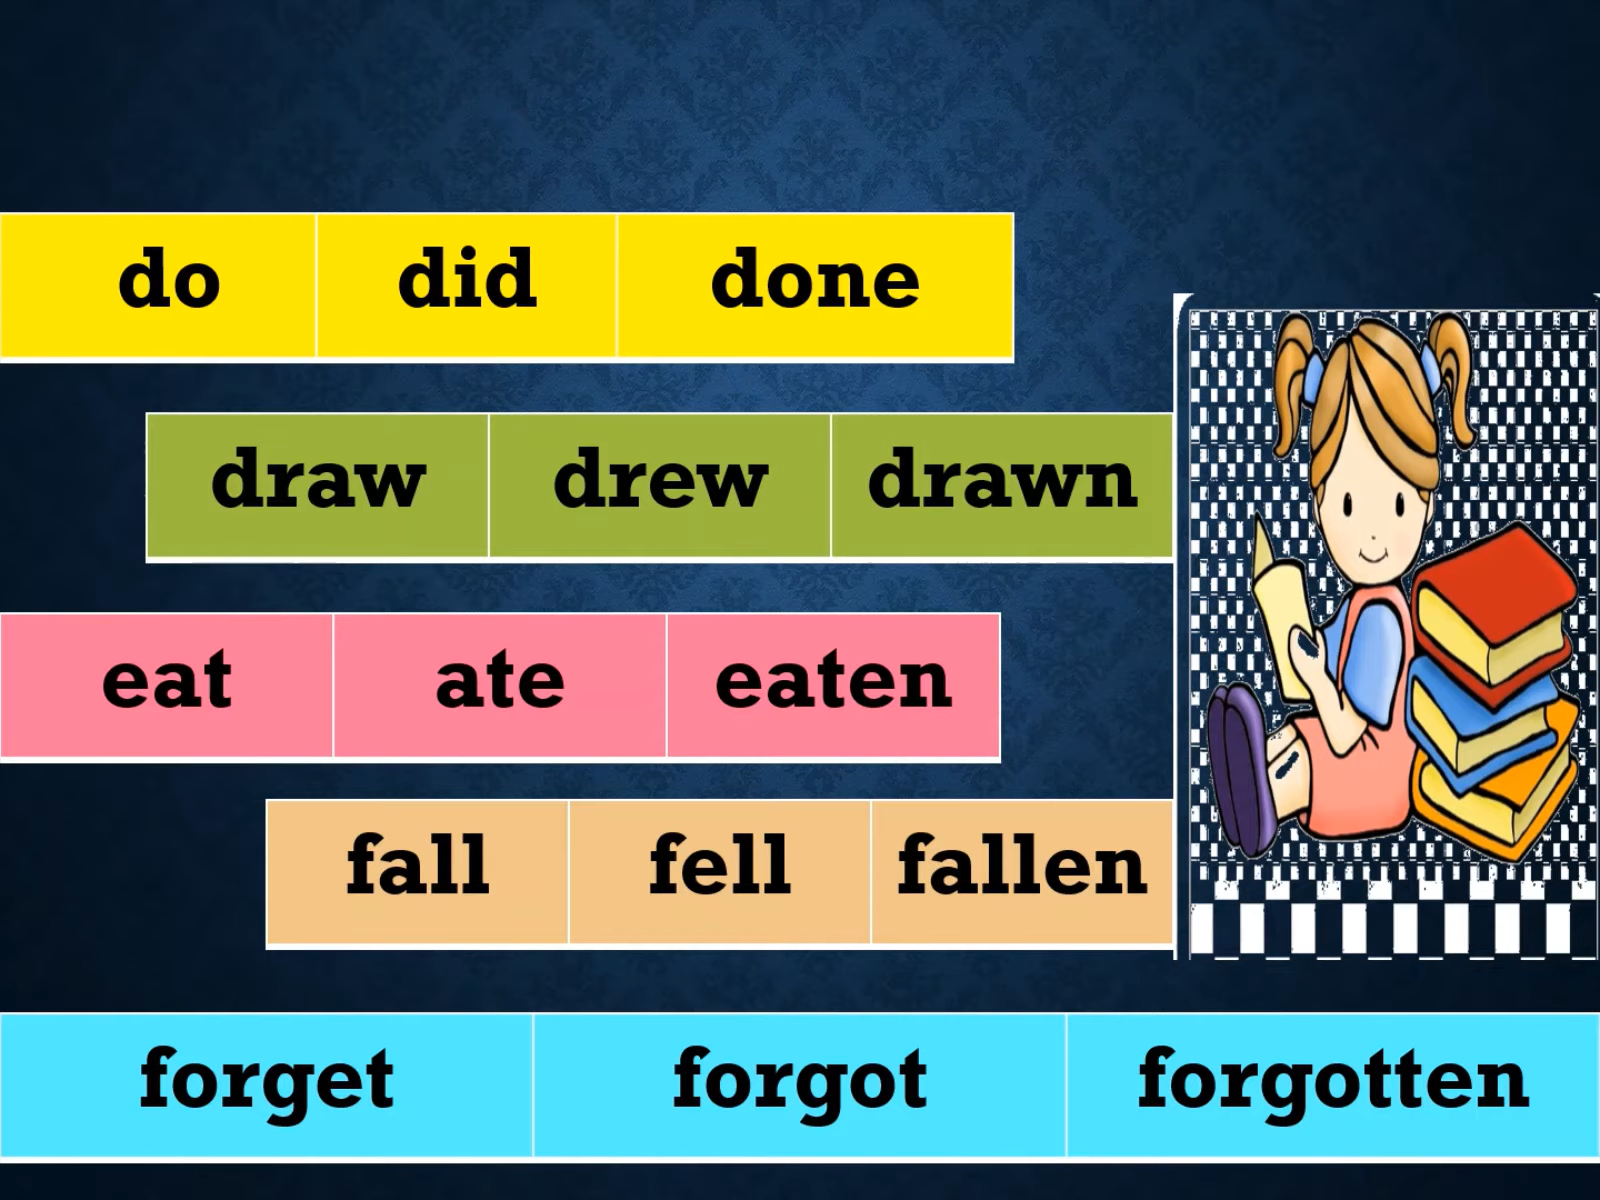 do did done
draw drew drawn
eat ate eaten
fall fell fallen
forget forgot forgotten